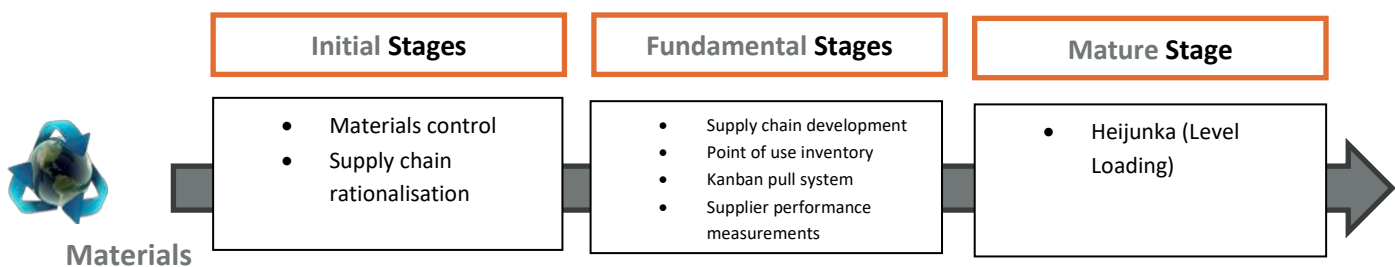 Initial Stages
Fundamental Stages
Mature Stage
• Materials control
• Supply chain
rationalisation
• Supply chain development
• Point of use inventory
• Kanban pull system
• Supplier performance
measurements
• Heijunka (Level
Loading)
Materials